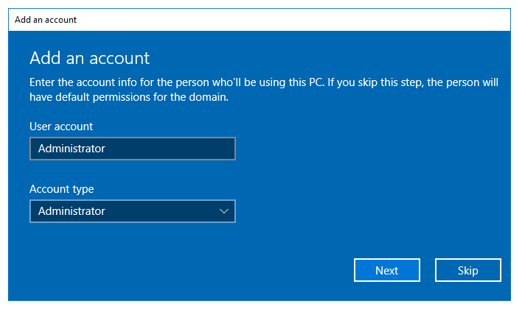 Add an account
Add an account
Enter the account info for the person who'll be using this PC. If you skip this step, the person will
have default permissions for the domain.
User account
Administrator
Account type
Administrator
Next
Skip